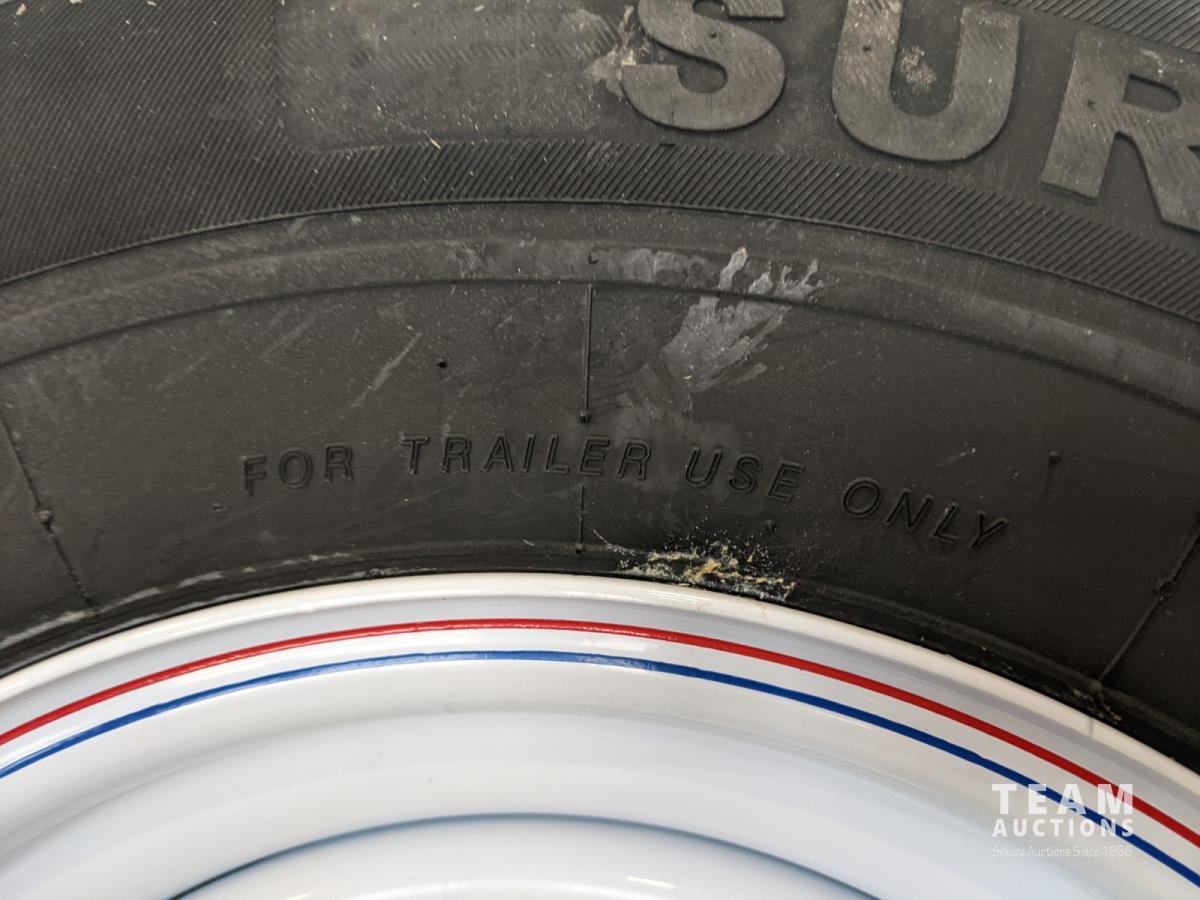 SUR
FOR TRAILER USE ONLY
TEAM
AUCTIONS
Sekura Auctions Since 1966